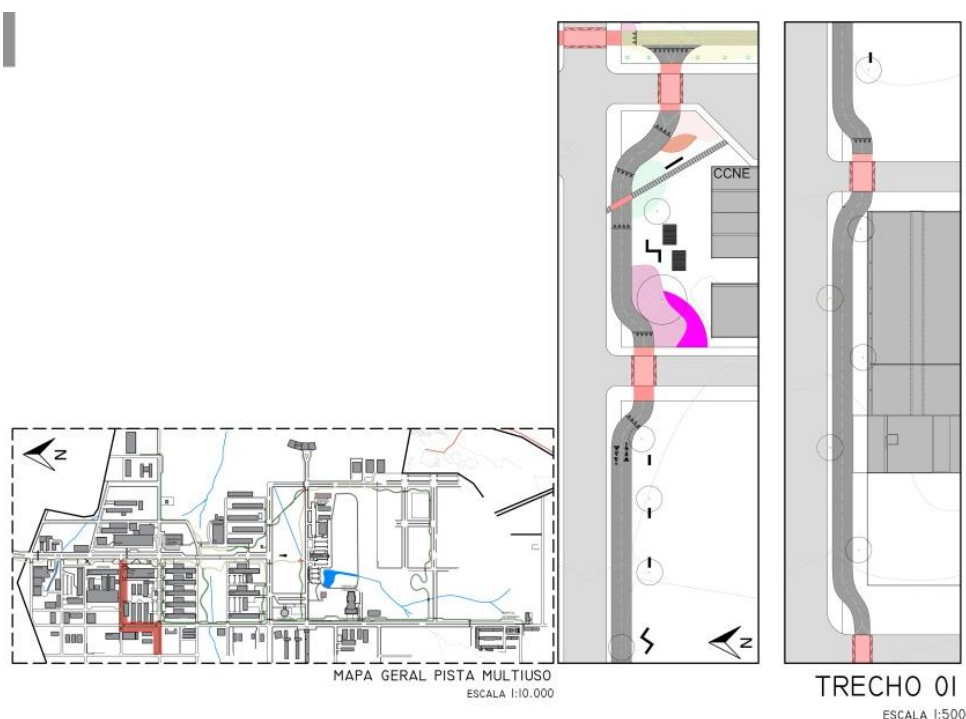 CCNE
N
N
MAPA GERAL PISTA MULTIUSO
ESCALA 1:10.000
TRECHO 01
ESCALA 1:500